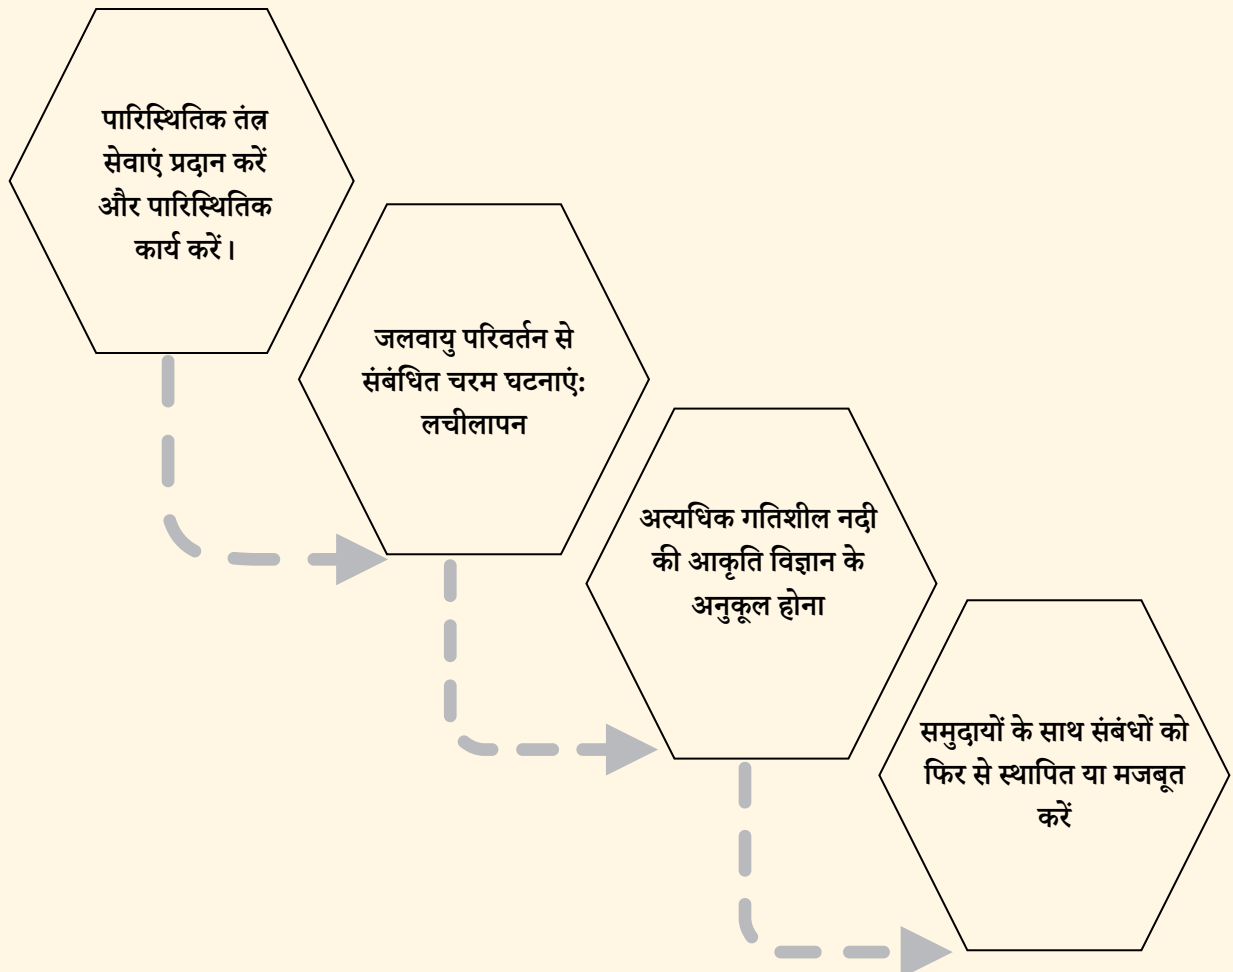 पारिस्थितिक तंत्र
सेवाएं प्रदान करें
और पारिस्थितिक
कार्य करें।
जलवायु परिवर्तन से
संबंधित चरम घटनाएं:
लचीलापन
अत्यधिक गतिशील नदी
की आकृति विज्ञान के
अनुकूल होना
समुदायों के साथ संबंधों को
फिर से स्थापित या मजबूत
करें